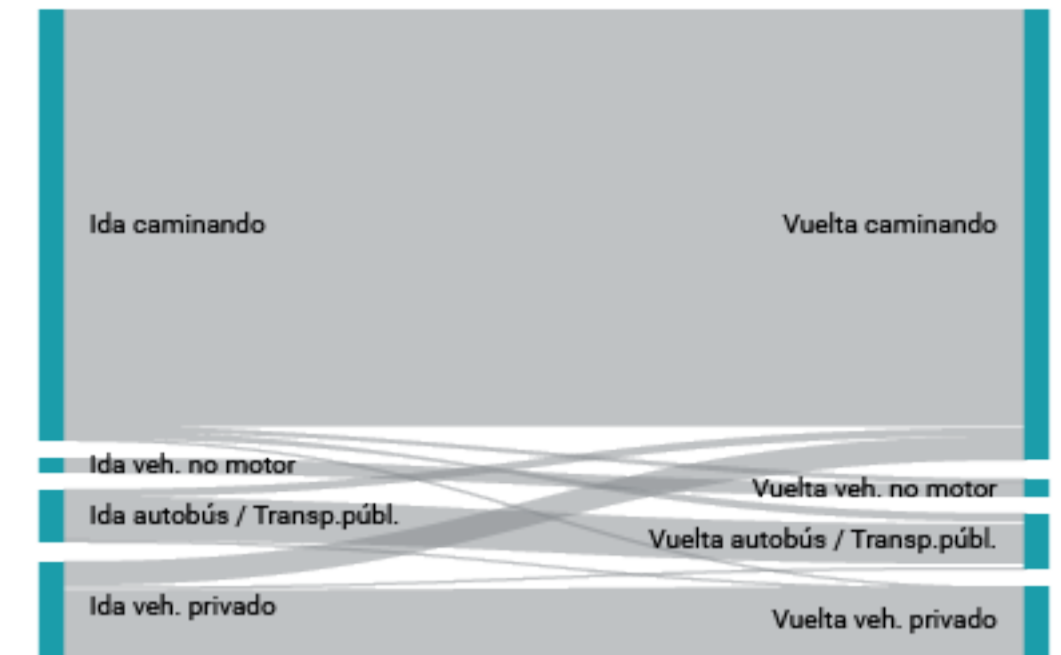 Ida caminando
Vuelta caminando
Ida veh. no motor
Vuelta veh. no motor
Ida autobús / Transp.públ.
Vuelta autobús / Transp.públ.
Ida veh. privado
Vuelta veh. privado